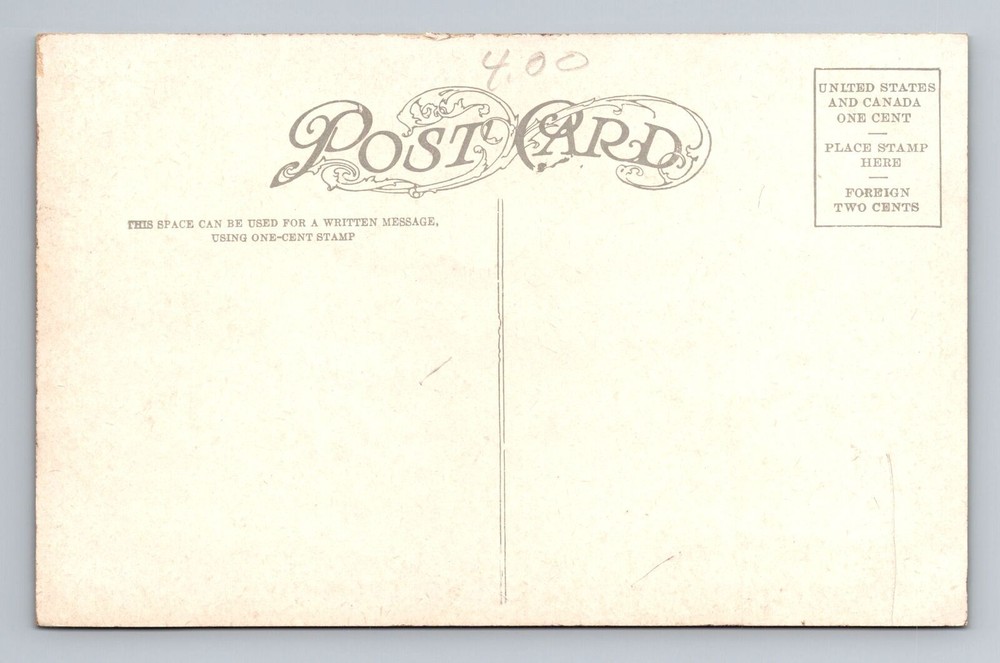 4.00
POST CARD
UNITED STATES
AND CANADA
ONE CENT
PLACE STAMP
HERE
FOREIGN
TWO CENTS
THIS SPACE CAN BE USED FOR A WRITTEN MESSAGE,
USING ONE-CENT STAMP